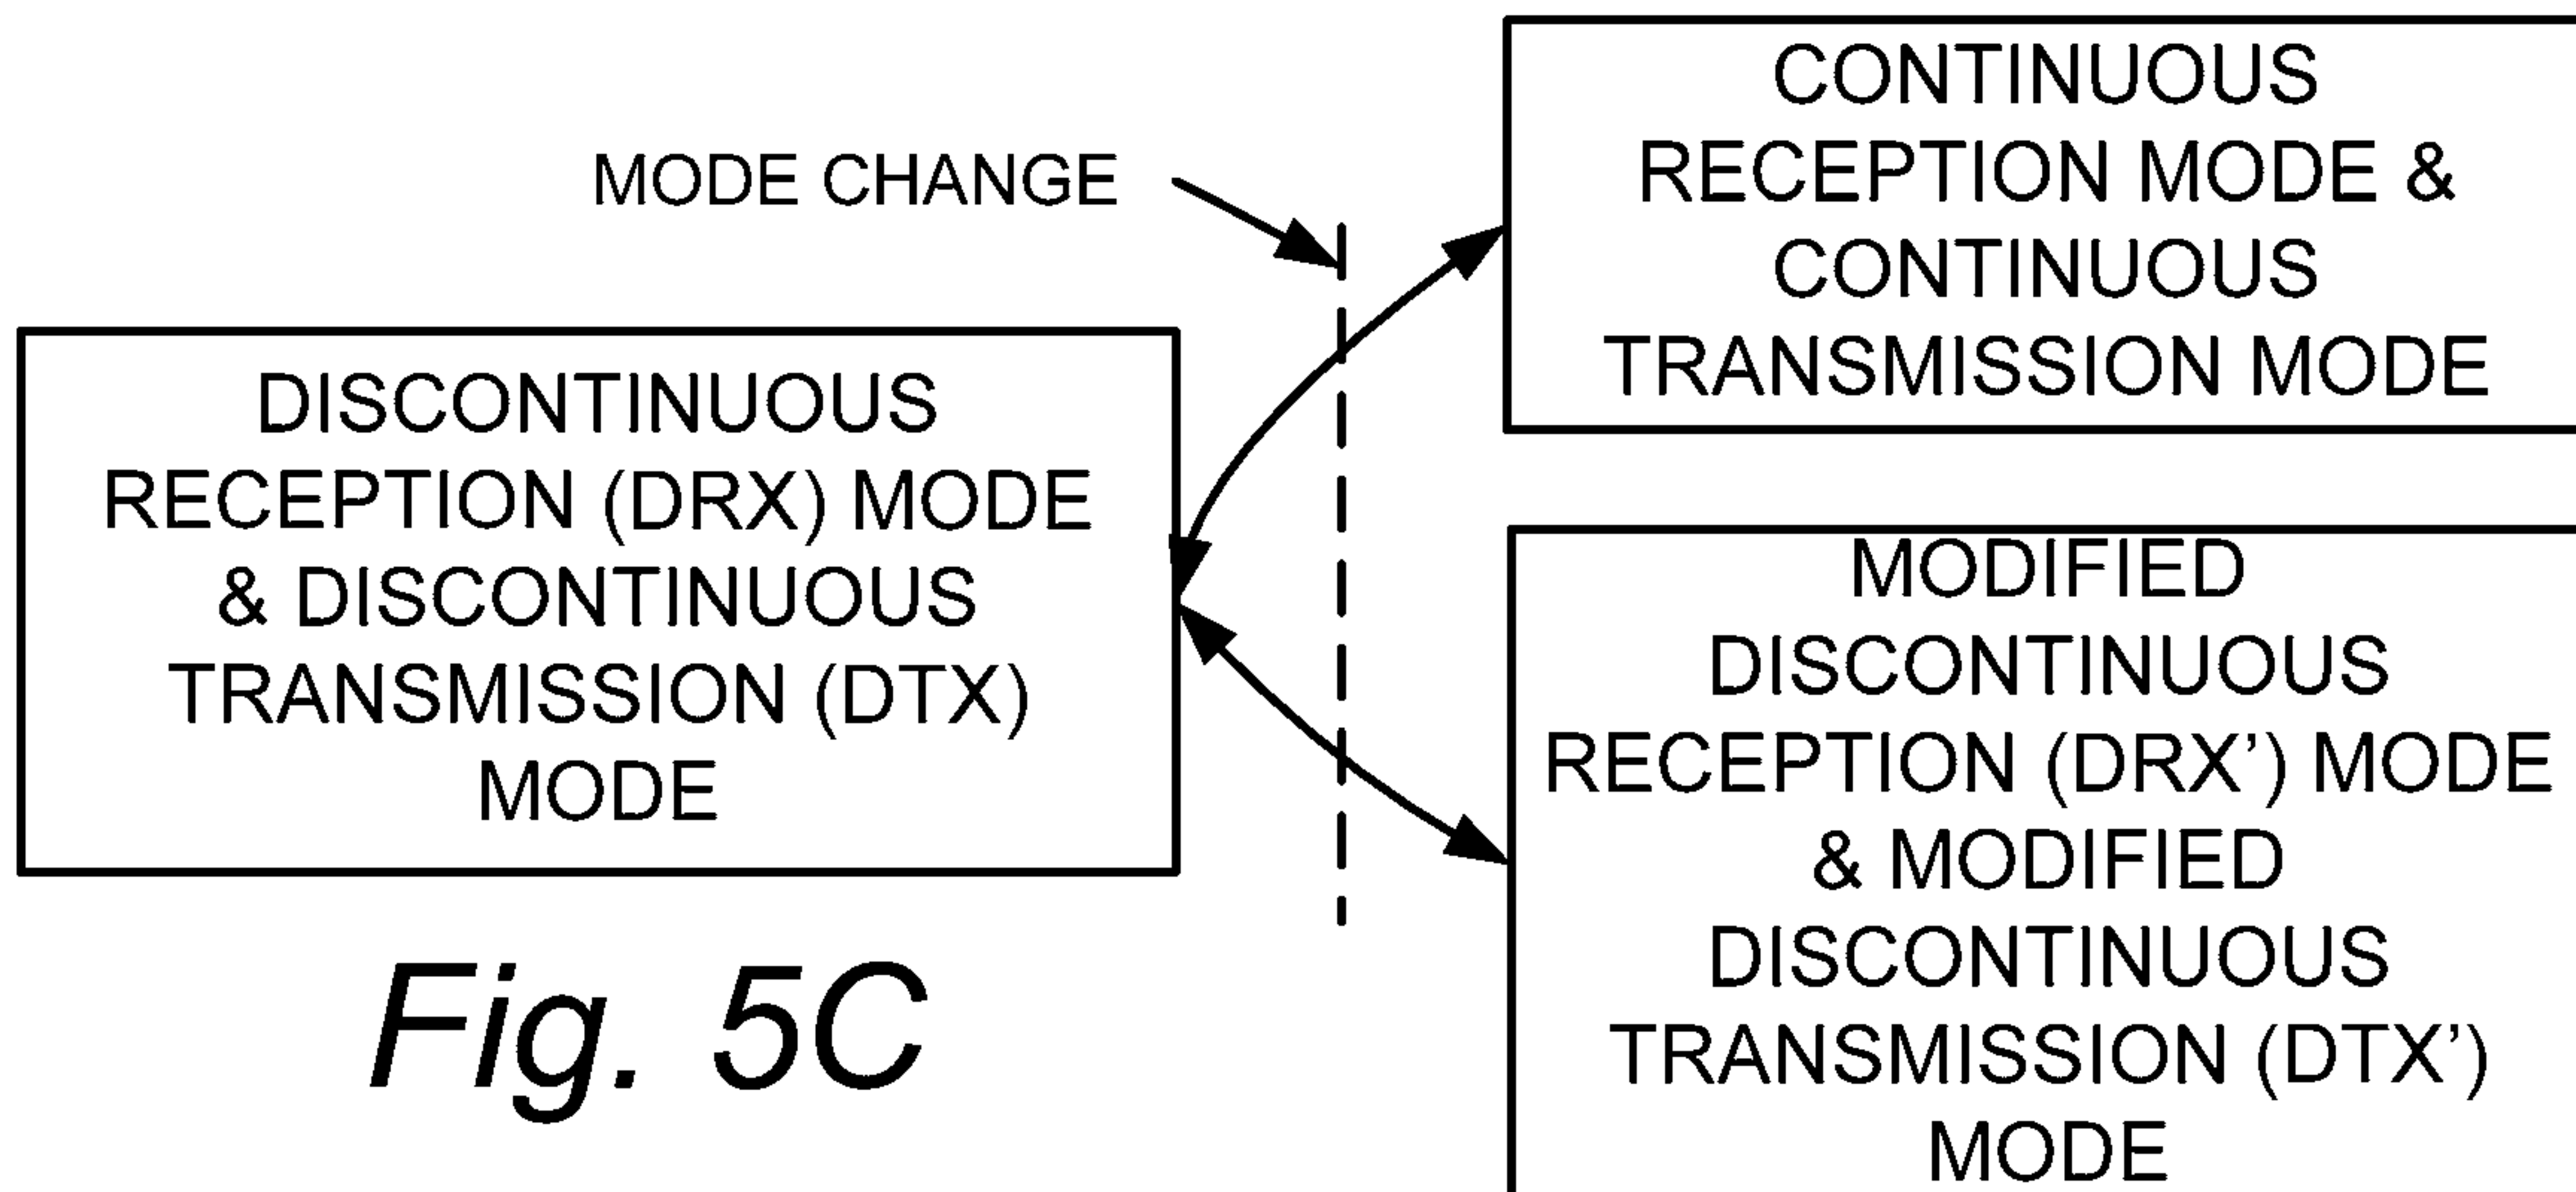 MODE CHANGE
CONTINUOUS
RECEPTION MODE &
CONTINUOUS
TRANSMISSION MODE
DISCONTINUOUS
RECEPTION (DRX) MODE
& DISCONTINUOUS
TRANSMISSION (DTX)
MODE
MODIFIED
DISCONTINUOUS
RECEPTION (DRX’) MODE
& MODIFIED
DISCONTINUOUS
TRANSMISSION (DTX’)
MODE
Fig. 5C